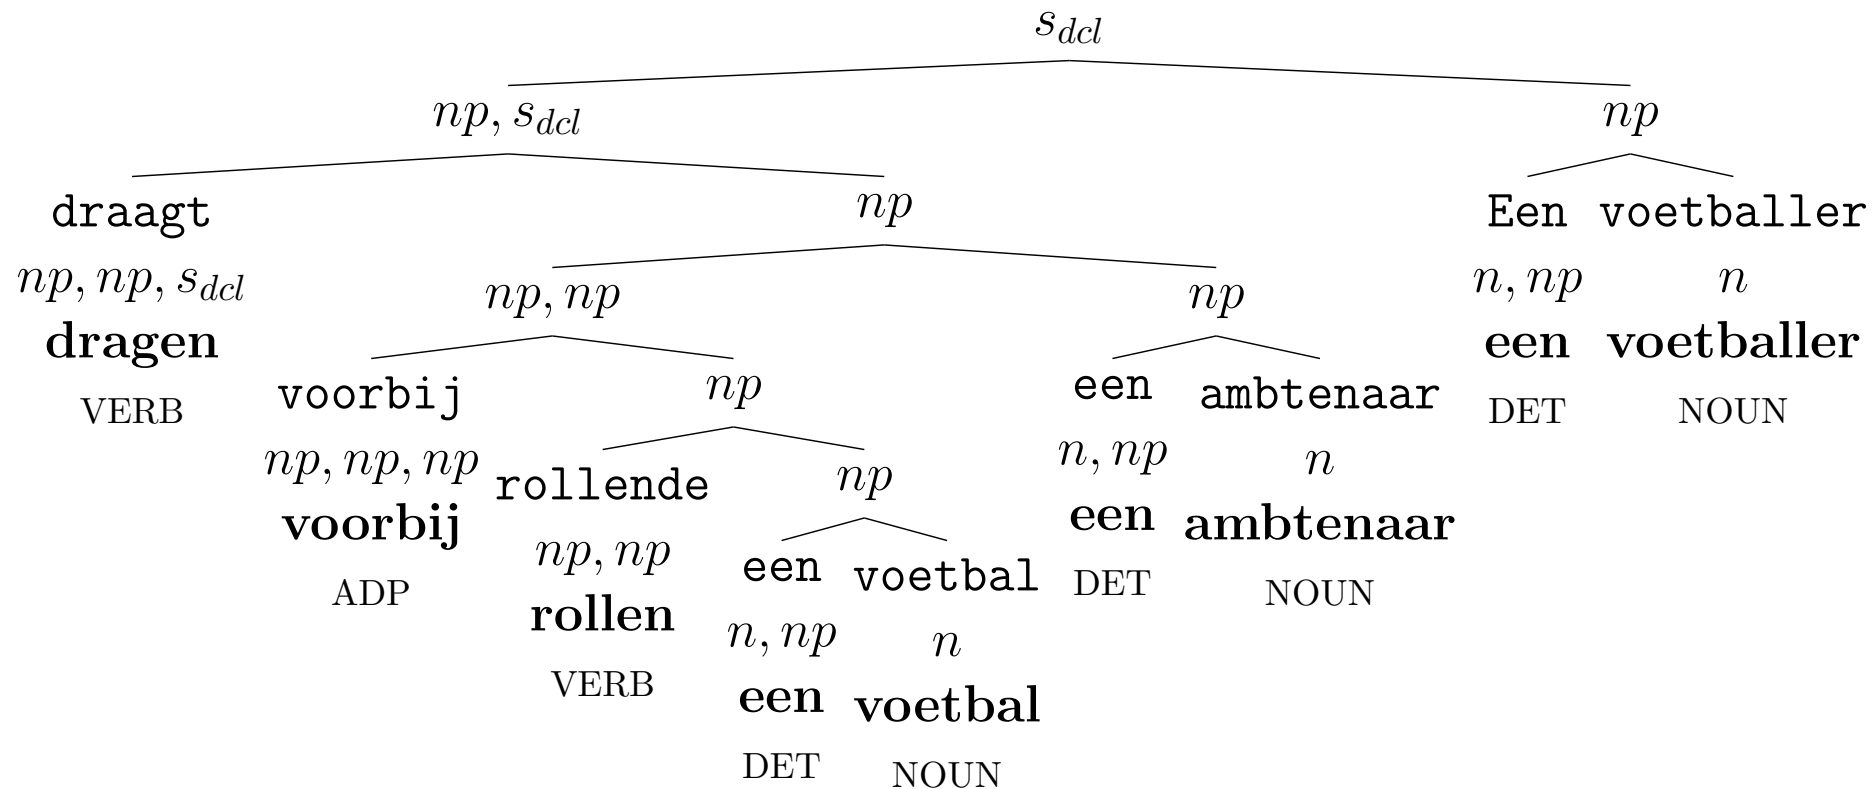 s_dcl
np, s_dcl np
draagt np Een voetballer
np, np, s_dcl np, np np n, np n
dragen een voetballer
VERB voorbij np een ambtenaar DET NOUN
np, np, np rollende np n, np n
voorbij np, np een voetbal een ambtenaar
ADP rollen n, np n DET NOUN
VERB een voetbal
DET NOUN